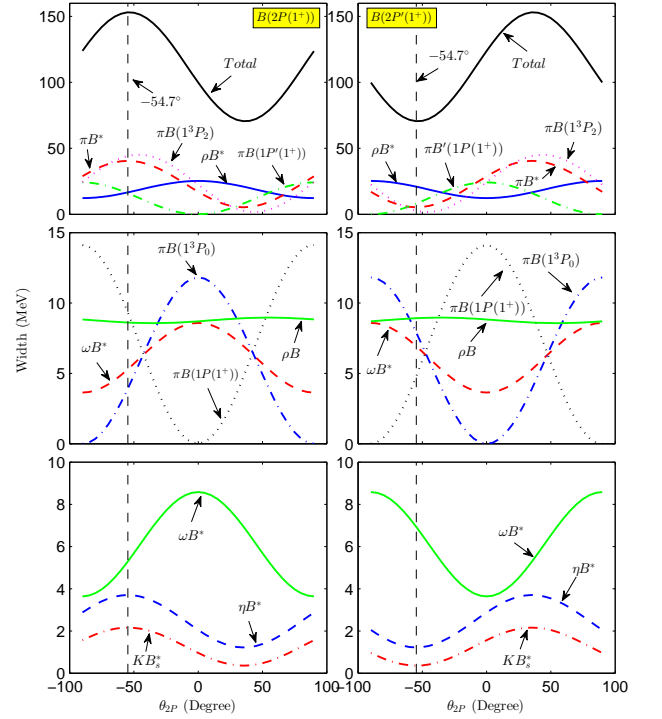 B(2P(1⁺))
B(2P′(1⁺))
150
100
50
0
Total
−54.7°
πB*
πB(1³P₂)
ρB*
πB(1P′(1⁺))
−54.7°
Total
πB(1³P₂)
ρB*
πB′(1P(1⁺))
πB*
Width (MeV)
15
10
5
0
πB(1³P₀)
ωB*
ρB
πB(1P(1⁺))
πB(1³P₀)
πB(1P(1⁺))
ρB
ωB*
10
8
6
4
2
0
ωB*
ηB*
KB*ₛ
ωB*
ηB*
KB*ₛ
−100 −50 0 50 100
−100 −50 0 50 100
θ₂P (Degree)
θ₂P (Degree)